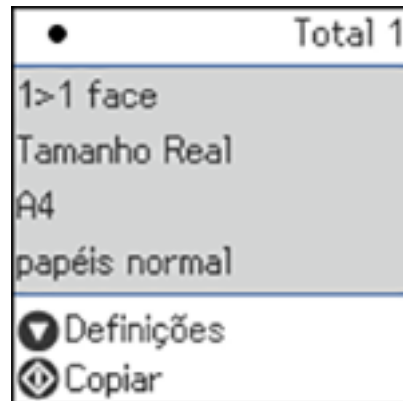 Total 1
1>1 face
Tamanho Real
A4
papéis normal
Definições
Copiar